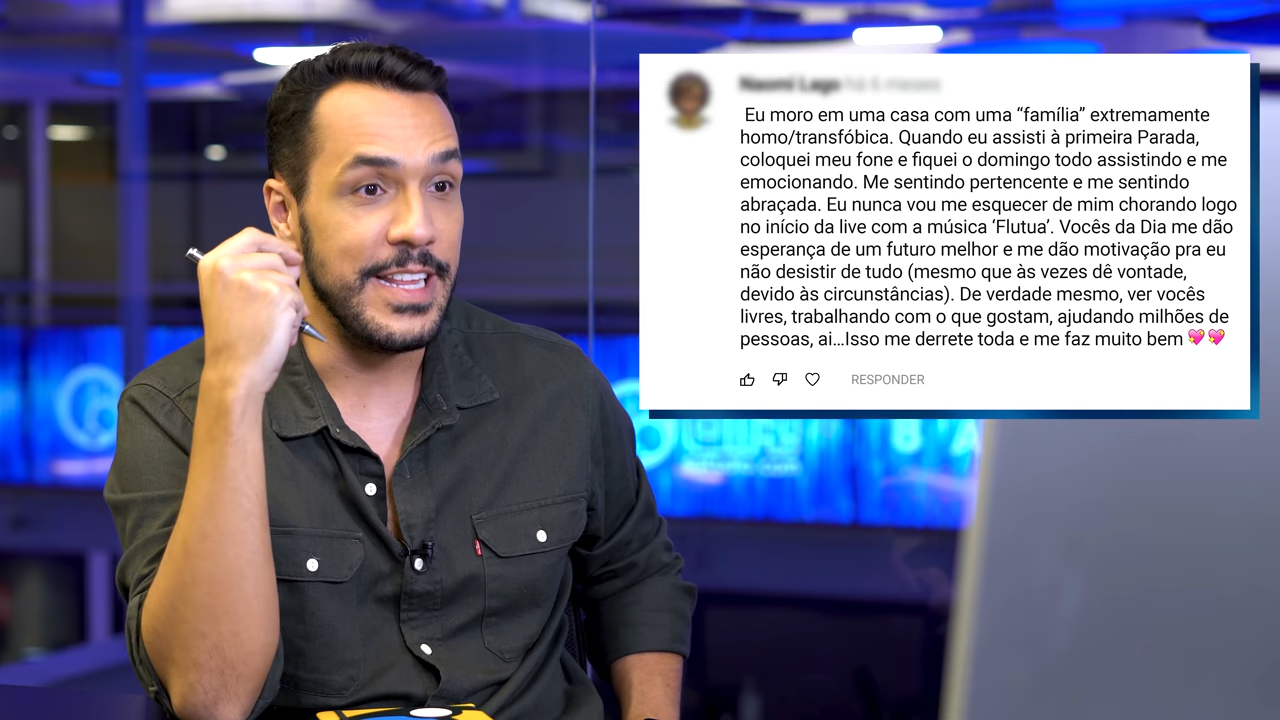 Eu moro em uma casa com uma “família” extremamente
homo/transfóbica. Quando eu assisti à primeira Parada,
coloquei meu fone e fiquei o domingo todo assistindo e me
emocionando. Me sentindo pertencente e me sentindo
abraçada. Eu nunca vou me esquecer de mim chorando logo
no início da live com a música ‘Flutua’. Vocês da Dia me dão
esperança de um futuro melhor e me dão motivação pra eu
não desistir de tudo (mesmo que às vezes dê vontade,
devido às circunstâncias). De verdade mesmo, ver vocês
livres, trabalhando com o que gostam, ajudando milhões de
pessoas, ai...Isso me derrete toda e me faz muito bem 💖💖
RESPONDER